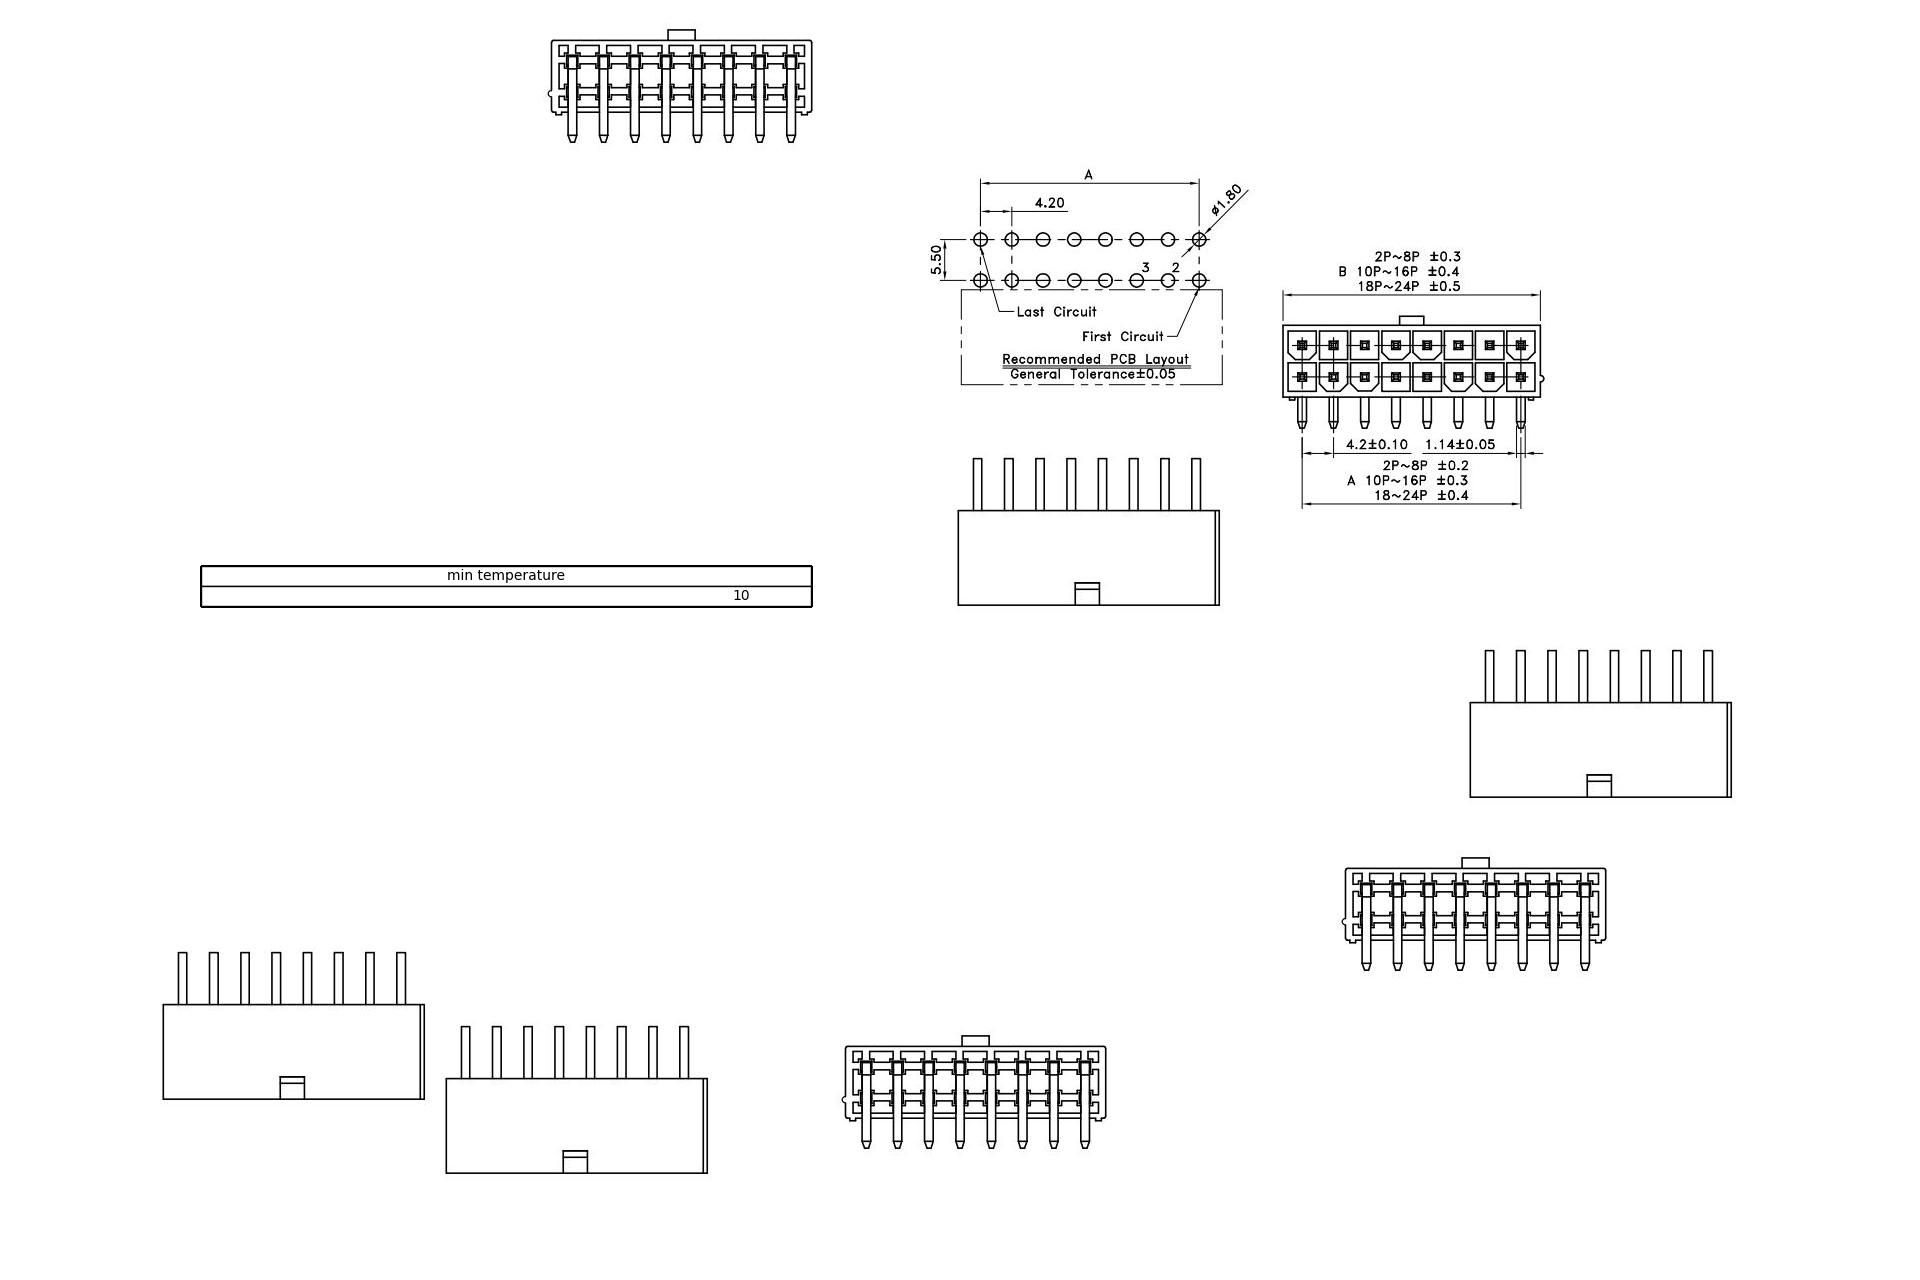 A
4.20
ø1.80
5.50
3 2
Last Circuit
First Circuit
Recommended PCB Layout
General Tolerance±0.05
2P~8P ±0.3
B 10P~16P ±0.4
18P~24P ±0.5
4.2±0.10 1.14±0.05
2P~8P ±0.2
A 10P~16P ±0.3
18~24P ±0.4
min temperature
10